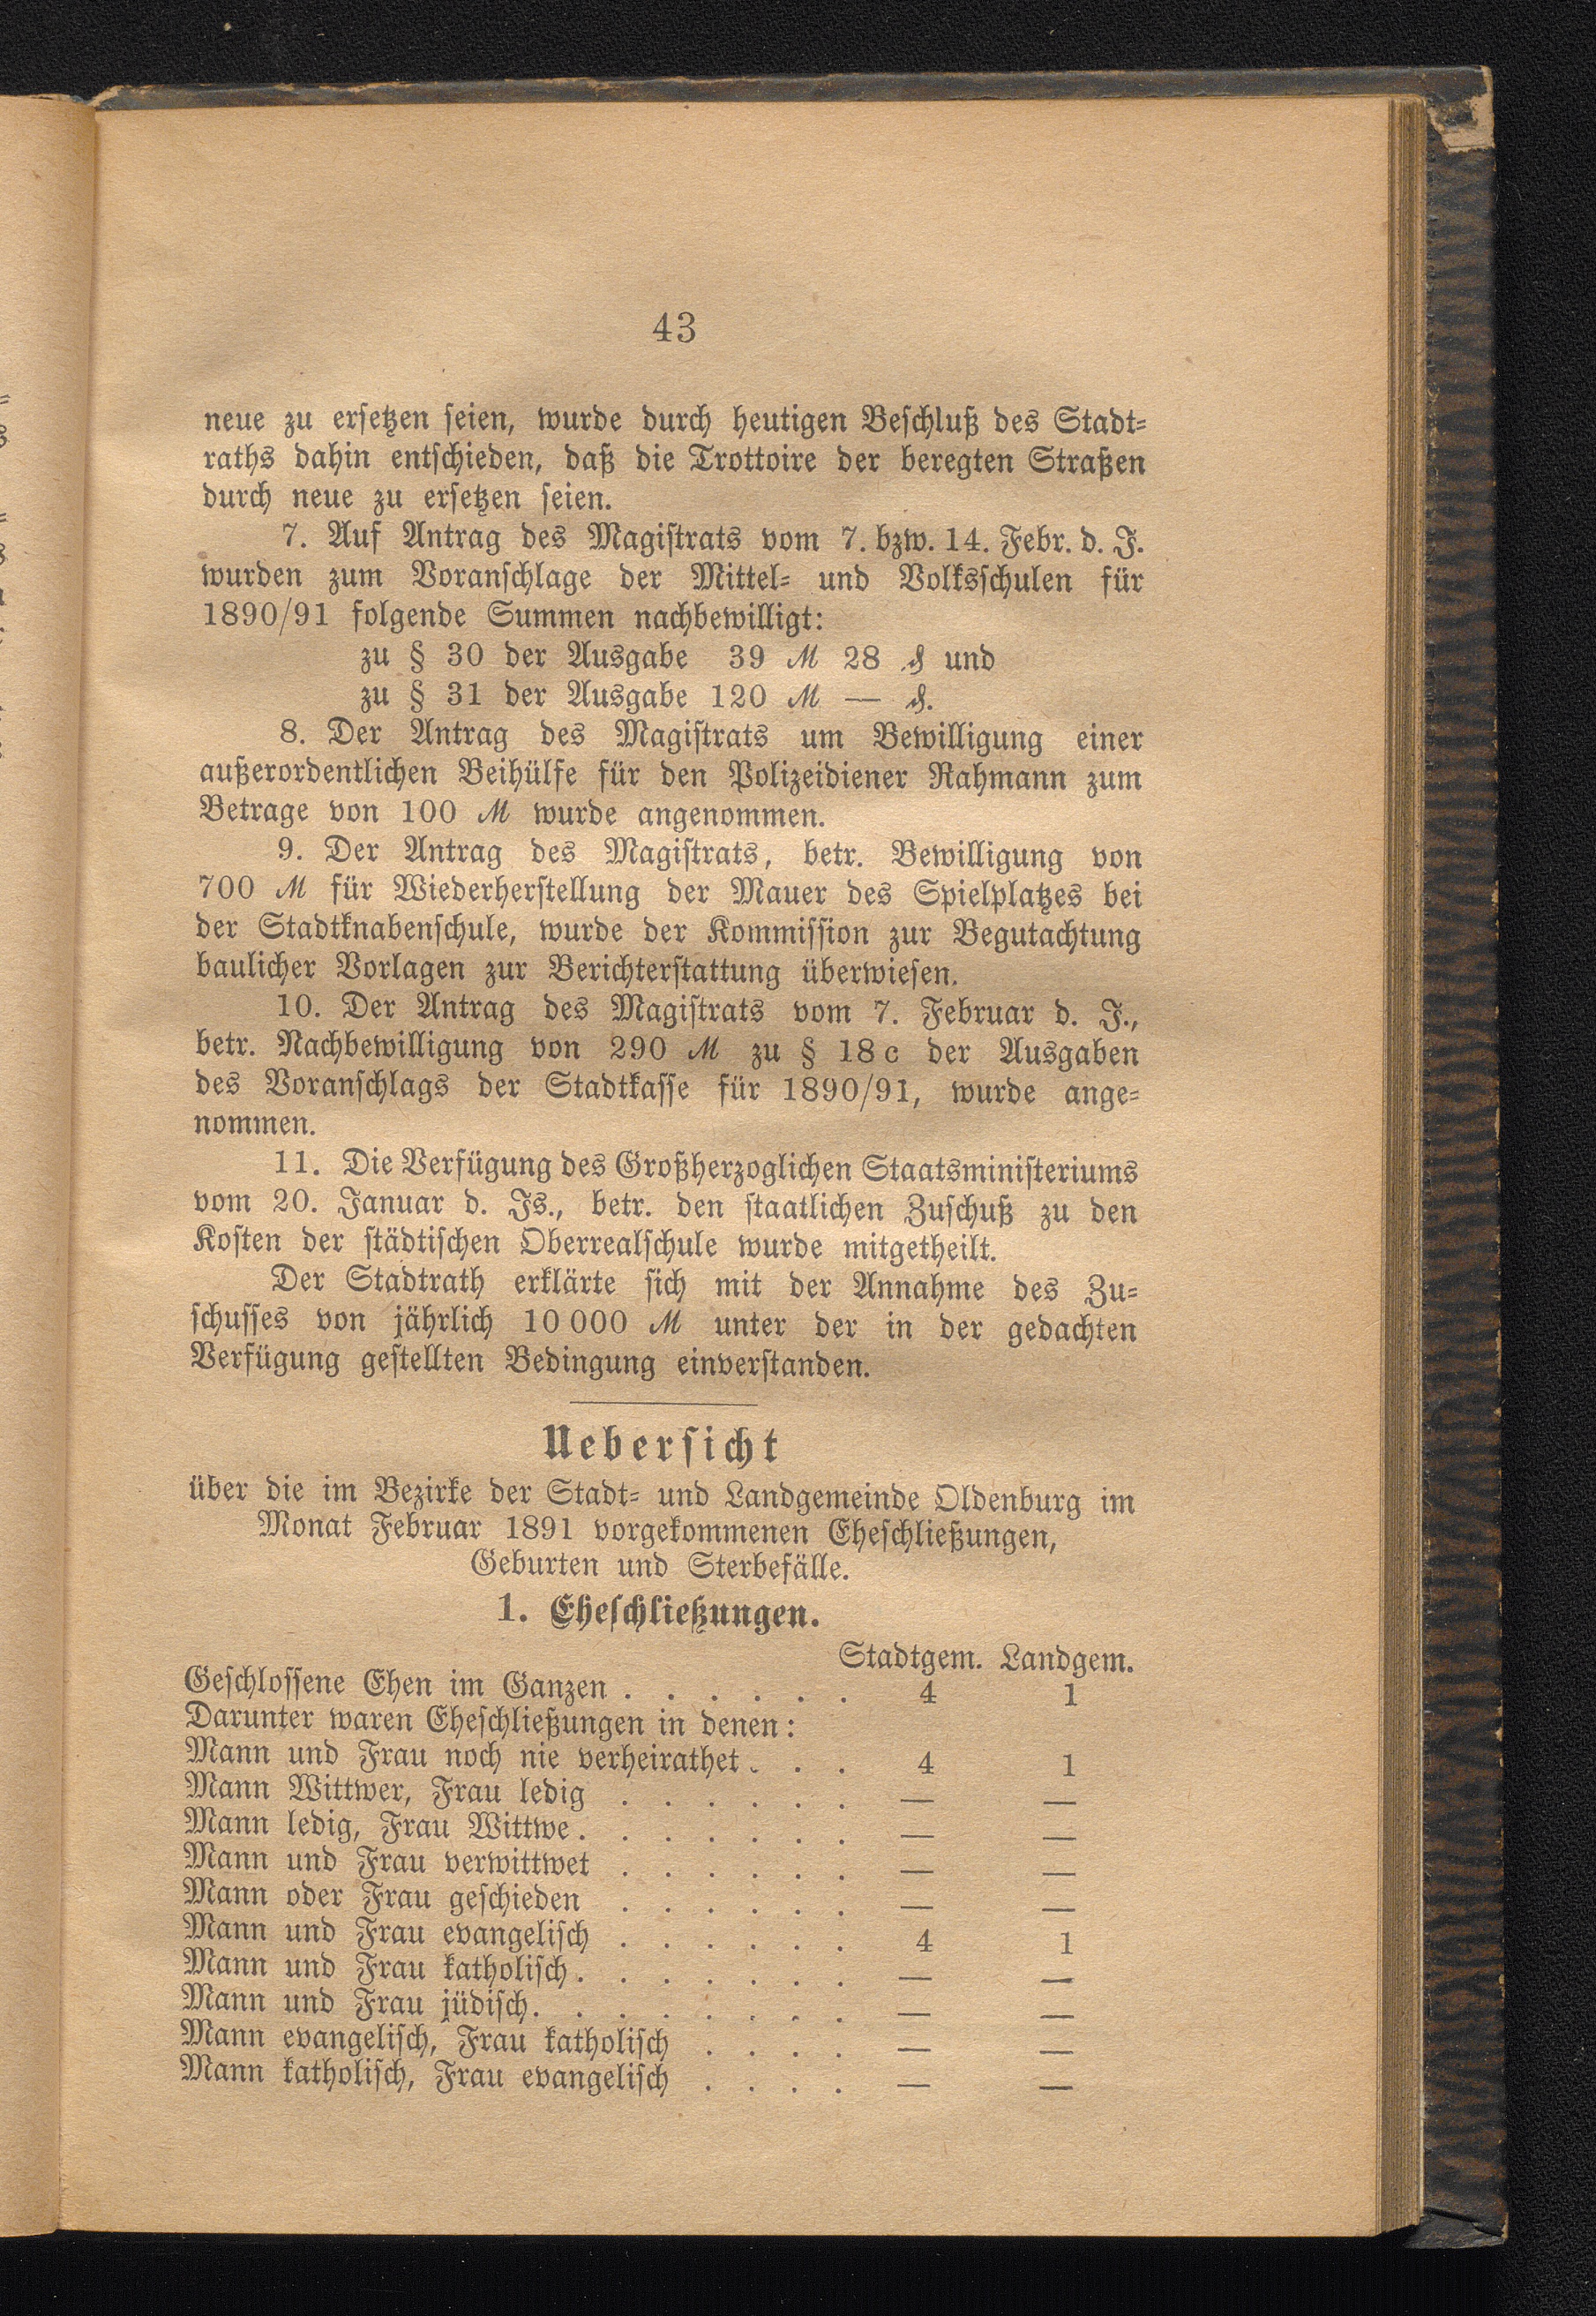 43
neue zu ersetzen seien, wurde durch heutigen Beschluß des Stadt-
raths dahin entschieden, daß die Trottoire der beregten Straßen
durch neue zu ersetzen seien.
7. Auf Antrag des Magistrats vom 7. bzw. 14. Febr. d. J.
wurden zum Voranschlage der Mittel- und Volksschulen für
1890/91 folgende Summen nachbewilligt:
zu § 30 der Ausgabe 39 ℳ 28 ₰ und
zu § 31 der Ausgabe 120 ℳ — ₰.
8. Der Antrag des Magistrats um Bewilligung einer
außerordentlichen Beihülfe für den Polizeidiener Rahmann zum
Betrage von 100 ℳ wurde angenommen.
9. Der Antrag des Magistrats, betr. Bewilligung von
700 ℳ für Wiederherstellung der Mauer des Spielplatzes bei
der Stadtknabenschule, wurde der Kommission zur Begutachtung
baulicher Vorlagen zur Berichterstattung überwiesen.
10. Der Antrag des Magistrats vom 7. Februar d. J.,
betr. Nachbewilligung von 290 ℳ zu § 18 c der Ausgaben
des Voranschlags der Stadtkasse für 1890/91, wurde ange-
nommen.
11. Die Verfügung des Großherzoglichen Staatsministeriums
vom 20. Januar d. Js., betr. den staatlichen Zuschuß zu den
Kosten der städtischen Oberrealschule wurde mitgetheilt.
Der Stadtrath erklärte sich mit der Annahme des Zu-
schusses von jährlich 10 000 ℳ unter der in der gedachten
Verfügung gestellten Bedingung einverstanden.
Uebersicht
über die im Bezirke der Stadt- und Landgemeinde Oldenburg im
Monat Februar 1891 vorgekommenen Eheschließungen,
Geburten und Sterbefälle.
1. Eheschließungen.
Stadtgem. Landgem.
Geschlossene Ehen im Ganzen . . . . . . 4 1
Darunter waren Eheschließungen in denen:
Mann und Frau noch nie verheirathet . . . 4 1
Mann Wittwer, Frau ledig . . . . . . — —
Mann ledig, Frau Wittwe . . . . . . . — —
Mann und Frau verwittwet . . . . . . — —
Mann oder Frau geschieden . . . . . . — —
Mann und Frau evangelisch . . . . . . 4 1
Mann und Frau katholisch . . . . . . . — —
Mann und Frau jüdisch . . . . . . . . — —
Mann evangelisch, Frau katholisch . . . . — —
Mann katholisch, Frau evangelisch . . . . — —